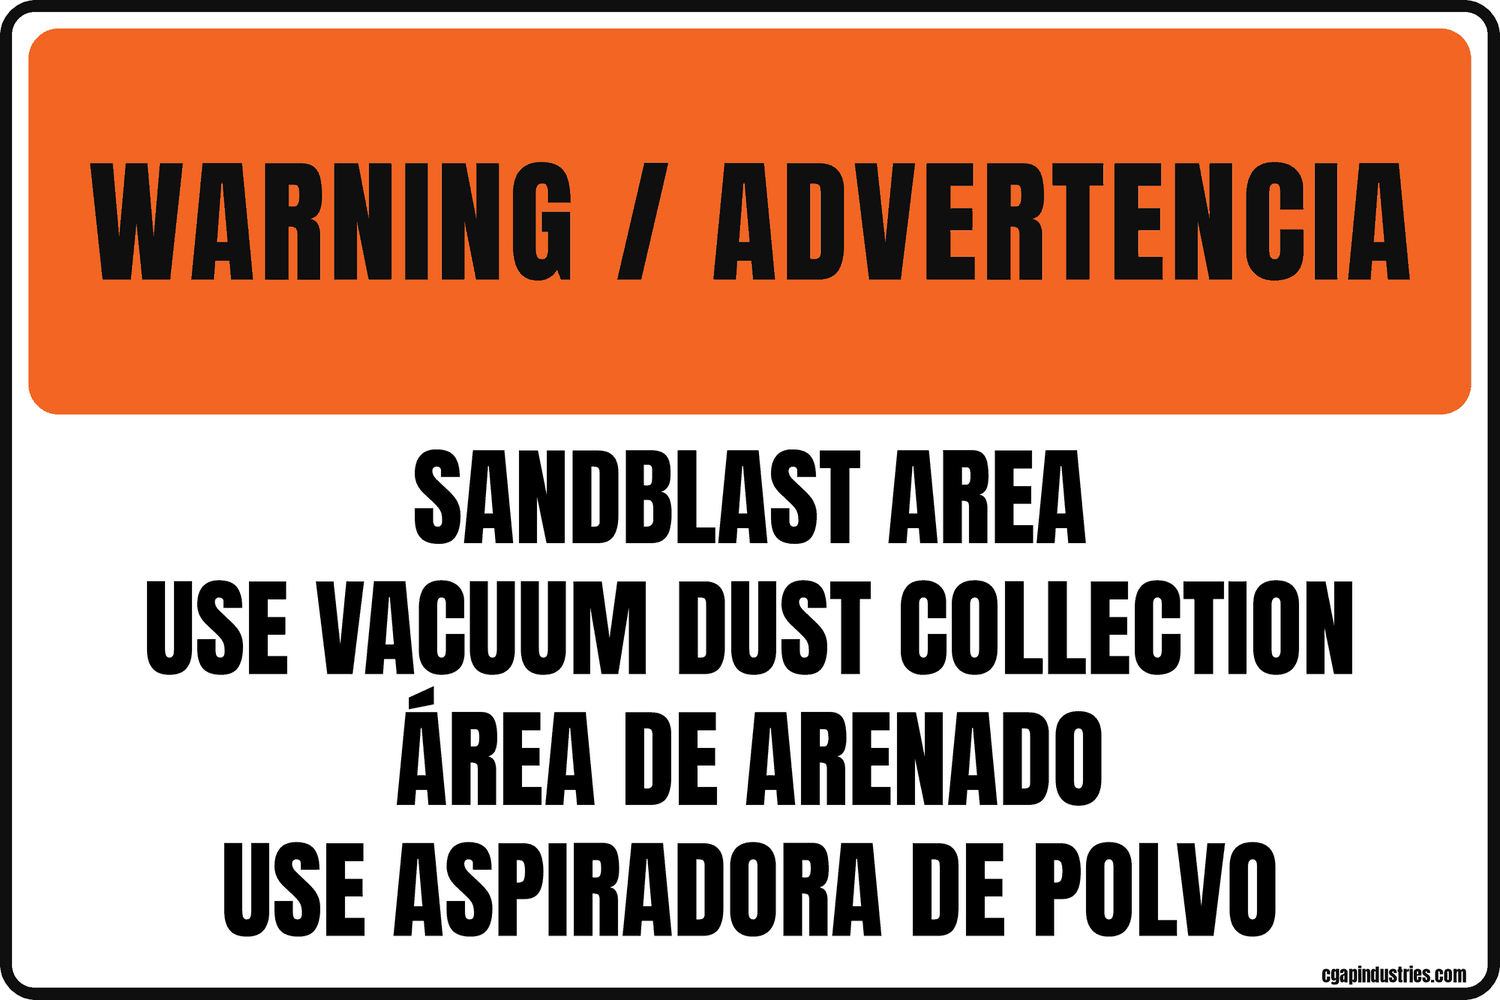 WARNING / ADVERTENCIA
SANDBLAST AREA
USE VACUUM DUST COLLECTION
ÁREA DE ARENADO
USE ASPIRADORA DE POLVO
cgapindustries.com